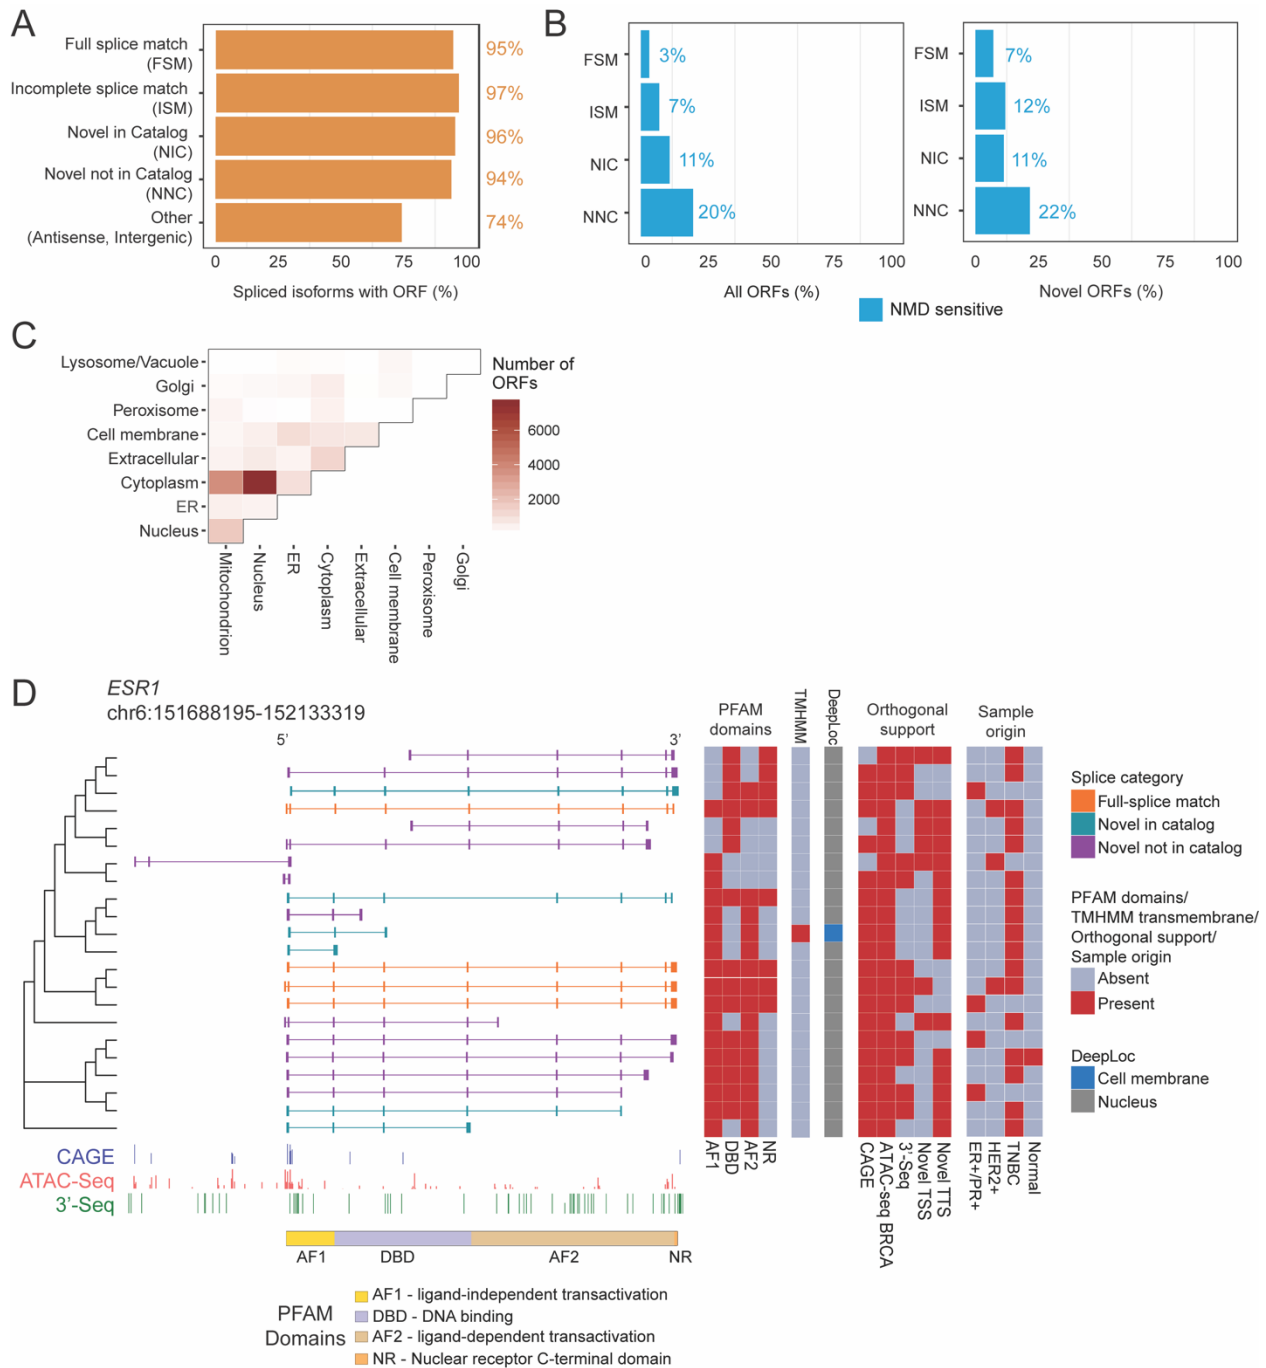 A
Full splice match
(FSM)
95%
Incomplete splice match
(ISM)
97%
Novel in Catalog
(NIC)
96%
Novel not in Catalog
(NNC)
94%
Other
(Antisense, Intergenic)
74%
0 25 50 75 100
Spliced isoforms with ORF (%)
B
FSM 3%
ISM 7%
NIC 11%
NNC 20%
0 25 50 75 100
All ORFs (%)
FSM 7%
ISM 12%
NIC 11%
NNC 22%
0 25 50 75 100
Novel ORFs (%)
NMD sensitive
C
Lysosome/Vacuole
Golgi
Peroxisome
Cell membrane
Extracellular
Cytoplasm
ER
Nucleus
Mitochondrion
Nucleus
ER
Cytoplasm
Extracellular
Cell membrane
Peroxisome
Golgi
Number of
ORFs
6000
4000
2000
D
ESR1
chr6:151688195-152133319
5' 3'
CAGE
ATAC-Seq
3'-Seq
AF1 DBD AF2 NR
PFAM
Domains
AF1 - ligand-independent transactivation
DBD - DNA binding
AF2 - ligand-dependent transactivation
NR - Nuclear receptor C-terminal domain
PFAM
domains
TMHMM
DeepLoc
Orthogonal
support
Sample
origin
AF1
DBD
AF2
NR
CAGE
ATAC-seq BRCA
3'-Seq
Novel TSS
Novel TTS
ER+/PR+
HER2+
TNBC
Normal
Splice category
Full-splice match
Novel in catalog
Novel not in catalog
PFAM domains/
TMHMM transmembrane/
Orthogonal support/
Sample origin
Absent
Present
DeepLoc
Cell membrane
Nucleus